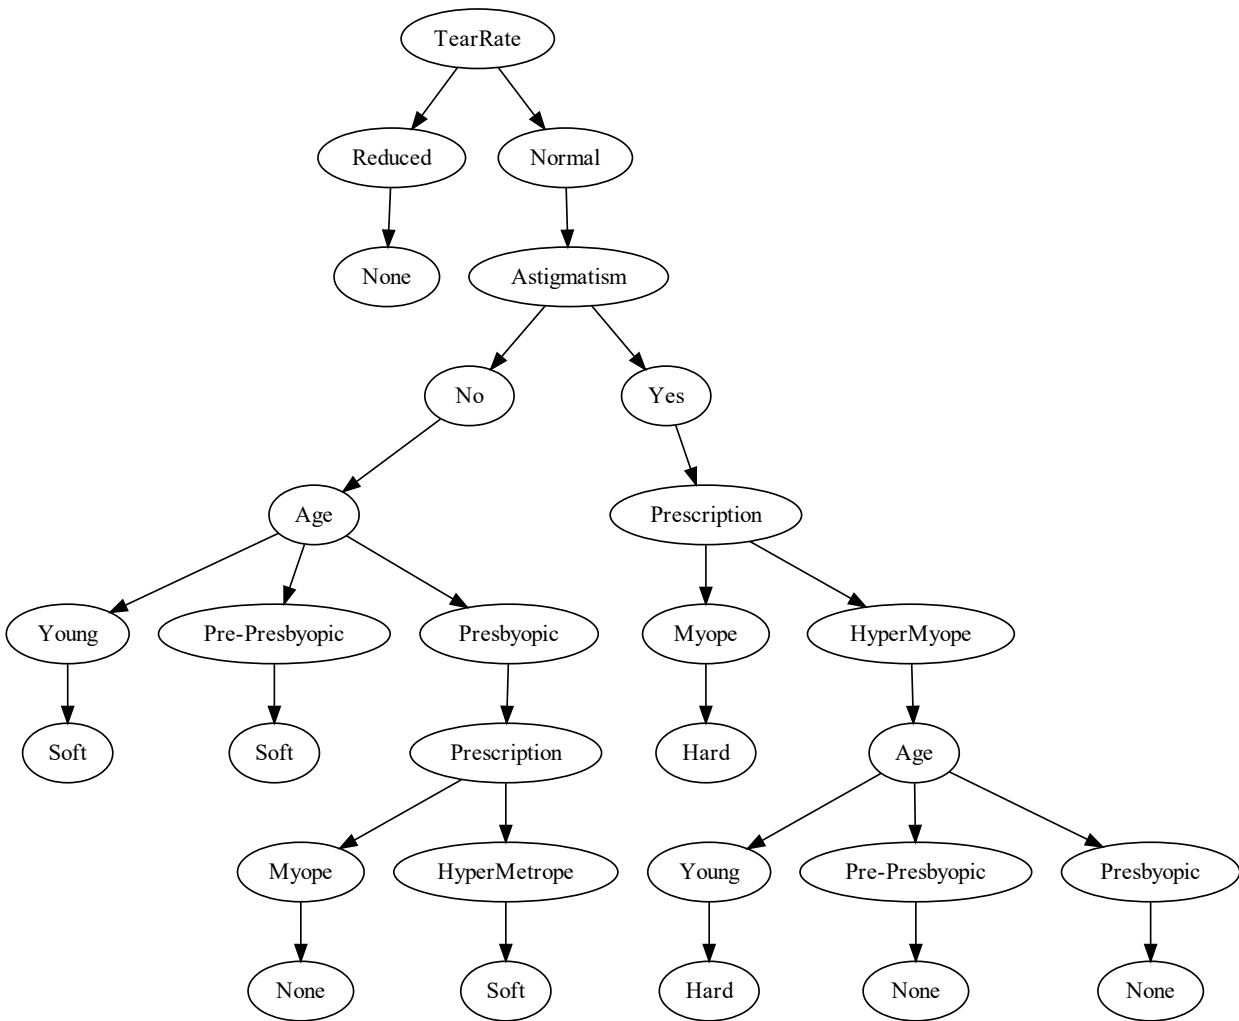 TearRate
Reduced Normal
None Astigmatism
No Yes
Age Prescription
Young Pre-Presbyopic Presbyopic Myope HyperMyope
Soft Soft Prescription Hard Age
Myope HyperMetrope Young Pre-Presbyopic Presbyopic
None Soft Hard None None